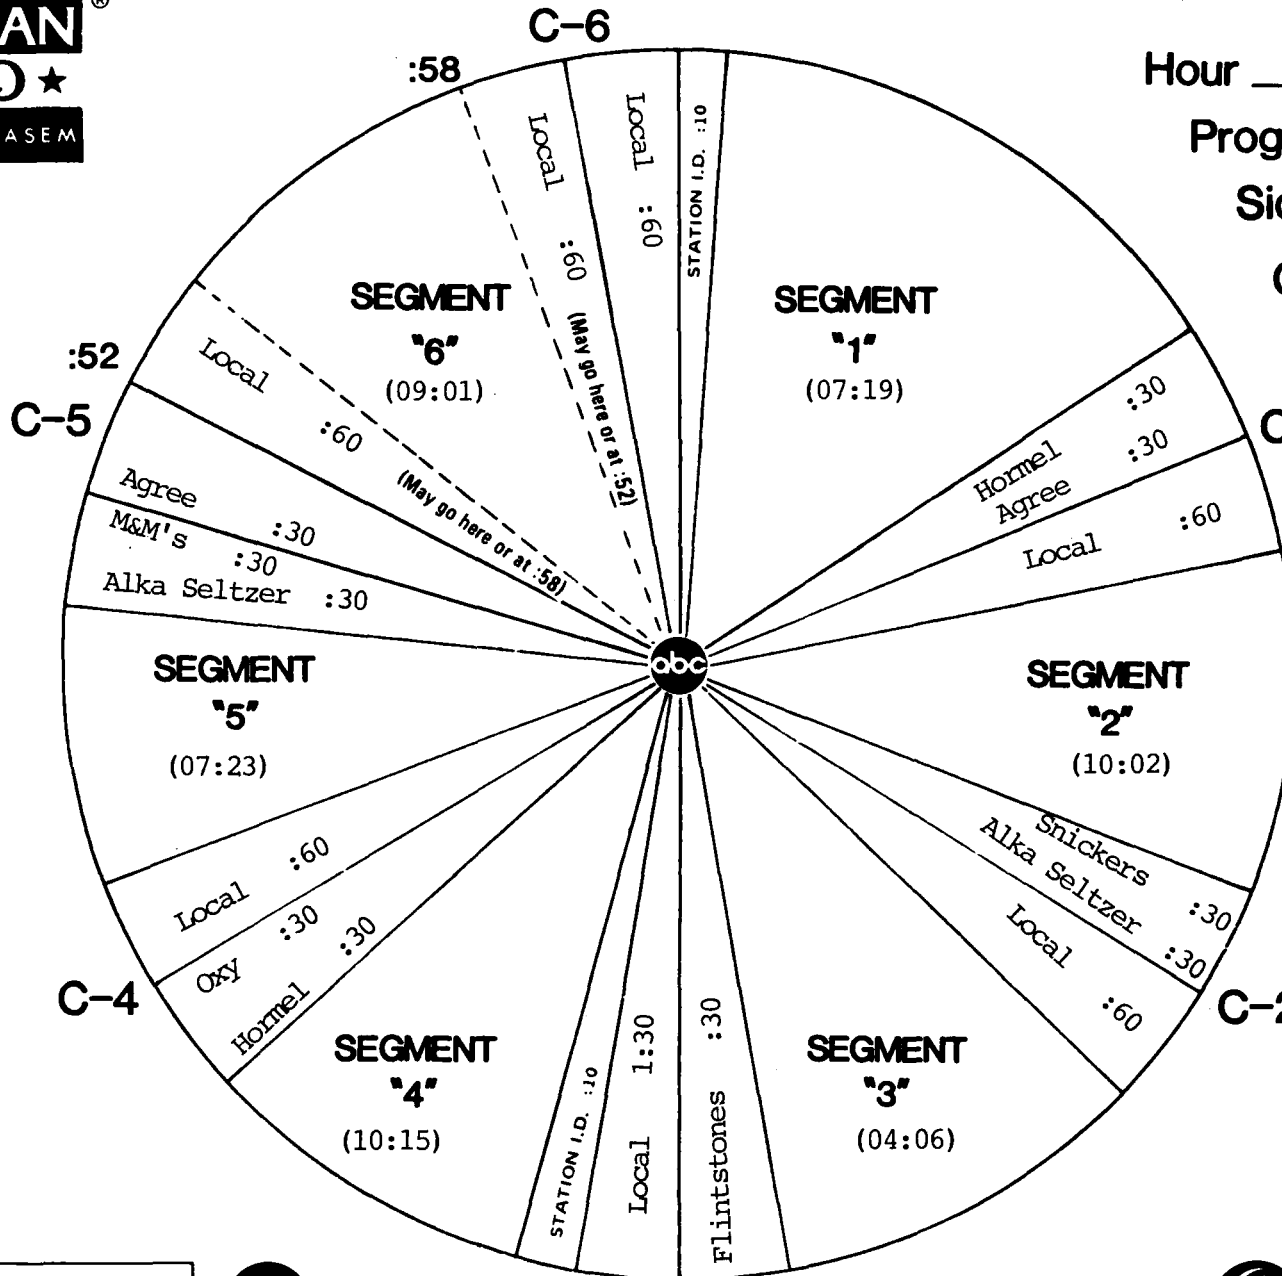 AN ®
★
ASEM
C-6
:58
Hour
Prog
Local :60
Local :60
(May go here or at :52)
STATION I.D. :10
SEGMENT
"1"
(07:19)
Hormel :30
Agree :30
Local :60
SEGMENT
"2"
(10:02)
Snickers :30
Alka Seltzer :30
C-2
Local :60
SEGMENT
"3"
(04:06)
Flintstones :30
Local 1:30
STATION I.D. :10
SEGMENT
"4"
(10:15)
Hormel :30
Oxy :30
C-4
Local :60
SEGMENT
"5"
(07:23)
Alka Seltzer :30
M&M's :30
Agree :30
C-5
:52
Local :60
(May go here or at :58)
SEGMENT
"6"
(09:01)
abc